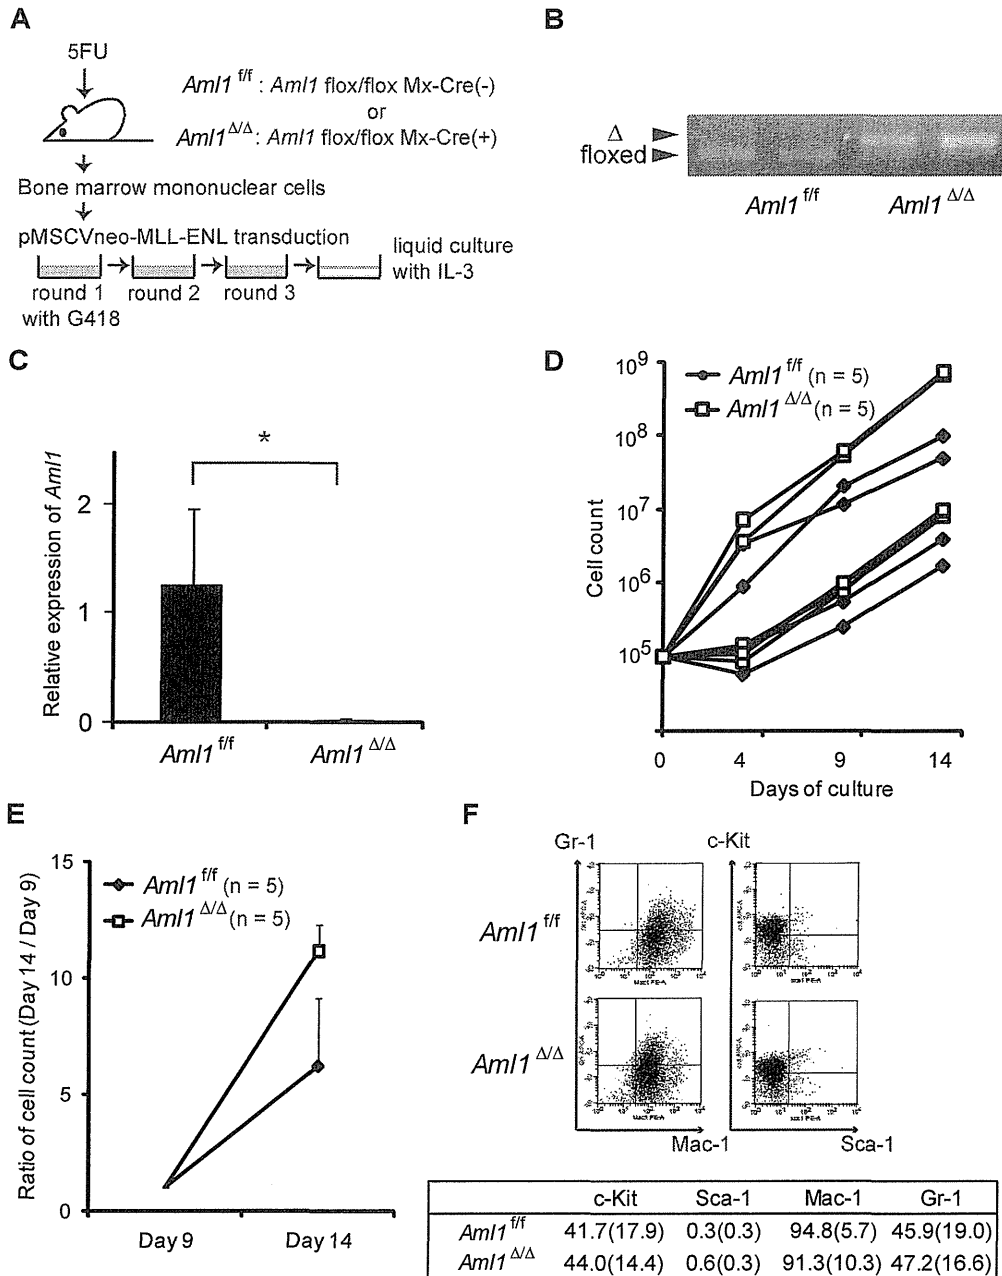 A
5FU
Aml1 f/f : Aml1 flox/flox Mx-Cre(-)
or
Aml1 Δ/Δ: Aml1 flox/flox Mx-Cre(+)
Bone marrow mononuclear cells
pMSCVneo-MLL-ENL transduction
liquid culture
with IL-3
round 1 round 2 round 3
with G418
B
Δ
floxed
Aml1 f/f Aml1 Δ/Δ
C
Relative expression of Aml1
*
2
1
0
Aml1 f/f Aml1 Δ/Δ
D
Cell count
10^9
10^8
10^7
10^6
10^5
Aml1 f/f (n = 5)
Aml1 Δ/Δ (n = 5)
0 4 9 14
Days of culture
E
Ratio of cell count (Day 14 / Day 9)
15
10
5
0
Aml1 f/f (n = 5)
Aml1 Δ/Δ (n = 5)
Day 9 Day 14
F
Gr-1 c-Kit
Aml1 f/f
Aml1 Δ/Δ
Mac-1 Sca-1
c-Kit Sca-1 Mac-1 Gr-1
Aml1 f/f 41.7(17.9) 0.3(0.3) 94.8(5.7) 45.9(19.0)
Aml1 Δ/Δ 44.0(14.4) 0.6(0.3) 91.3(10.3) 47.2(16.6)